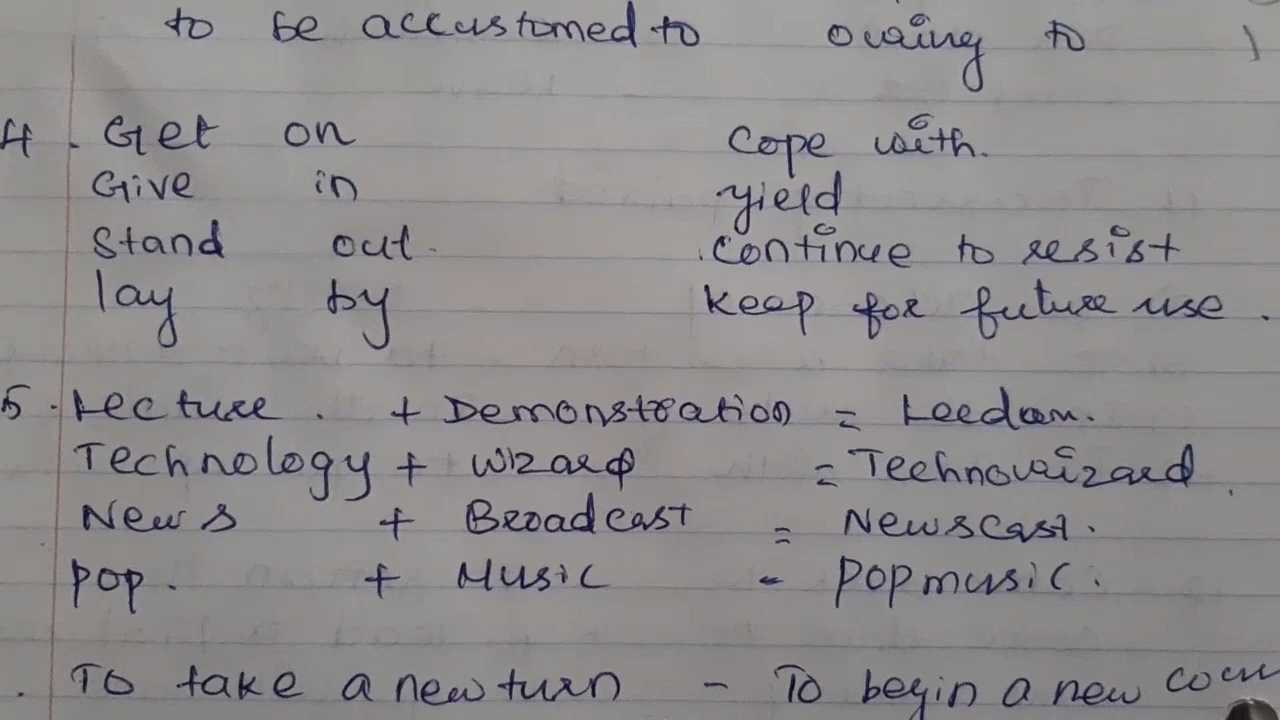 to be accustomed to owing to
4. Get on Cope with.
Give in yield
Stand out. continue to resist
lay by keep for future use.
5. Lecture. + Demonstration = Leedem.
Technology + Wizard = Technowizard.
News + Broadcast = Newscast.
Pop. + Music - Popmusic.
. To take a new turn - To begin a new